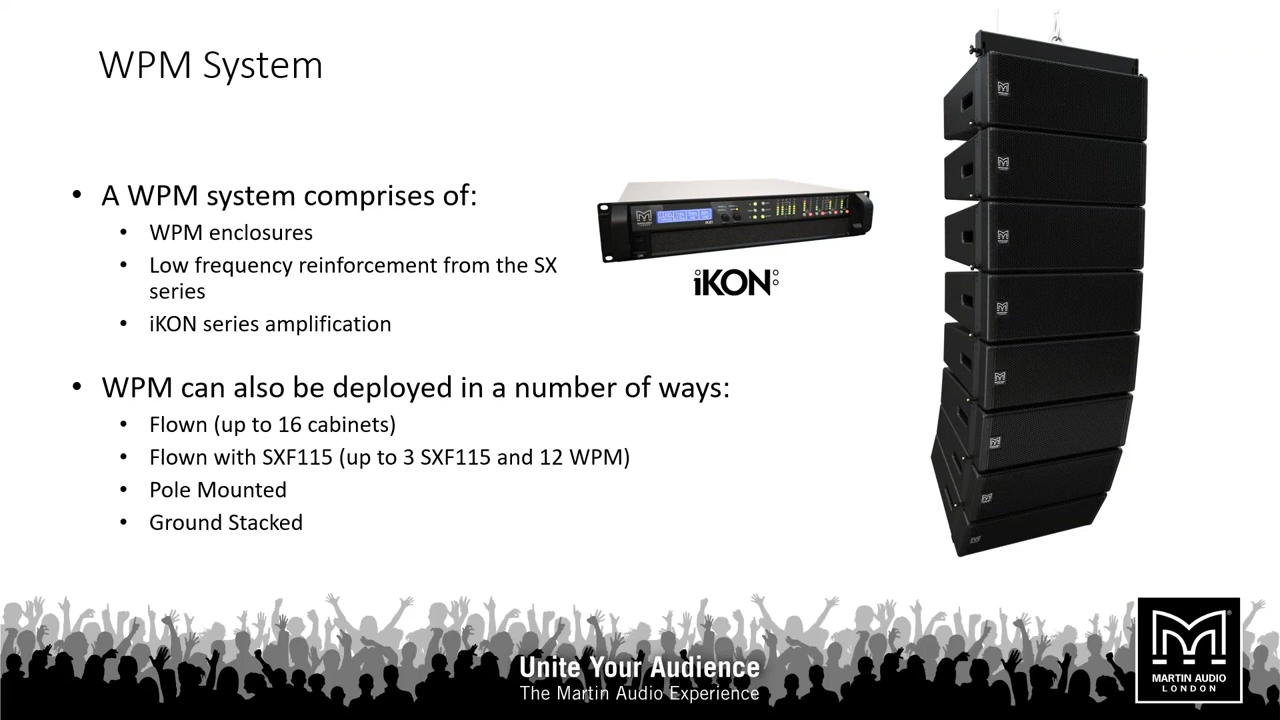 WPM System
• A WPM system comprises of:
• WPM enclosures
• Low frequency reinforcement from the SX
series
• iKON series amplification
iKON
• WPM can also be deployed in a number of ways:
• Flown (up to 16 cabinets)
• Flown with SXF115 (up to 3 SXF115 and 12 WPM)
• Pole Mounted
• Ground Stacked
Unite Your Audience
The Martin Audio Experience
MARTIN AUDIO
LONDON